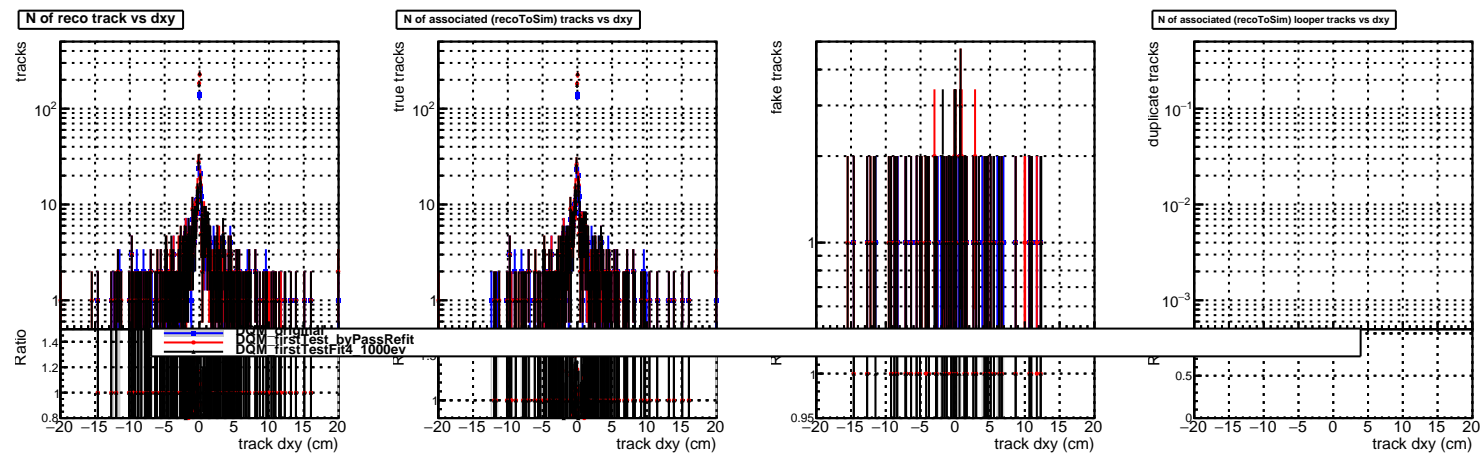 N of reco track vs dxy
N of associated (recoToSim) tracks vs dxy
N of associated (recoToSim) looper tracks vs dxy
tracks
10²
10
1
Ratio
1.4
1.2
1
0.8
−20 −15 −10 −5 0 5 10 15 20
track dxy (cm)
true tracks
10²
10
1
1
−20 −15 −10 −5 0 5 10 15 20
track dxy (cm)
fake tracks
1
1
0.95
−20 −15 −10 −5 0 5 10 15 20
track dxy (cm)
duplicate tracks
10⁻¹
10⁻²
10⁻³
0.5
0
−20 −15 −10 −5 0 5 10 15 20
track dxy (cm)
DQM_original
DQM_firstTest_byPassRefit
DQM_firstTestFit4_1000ev